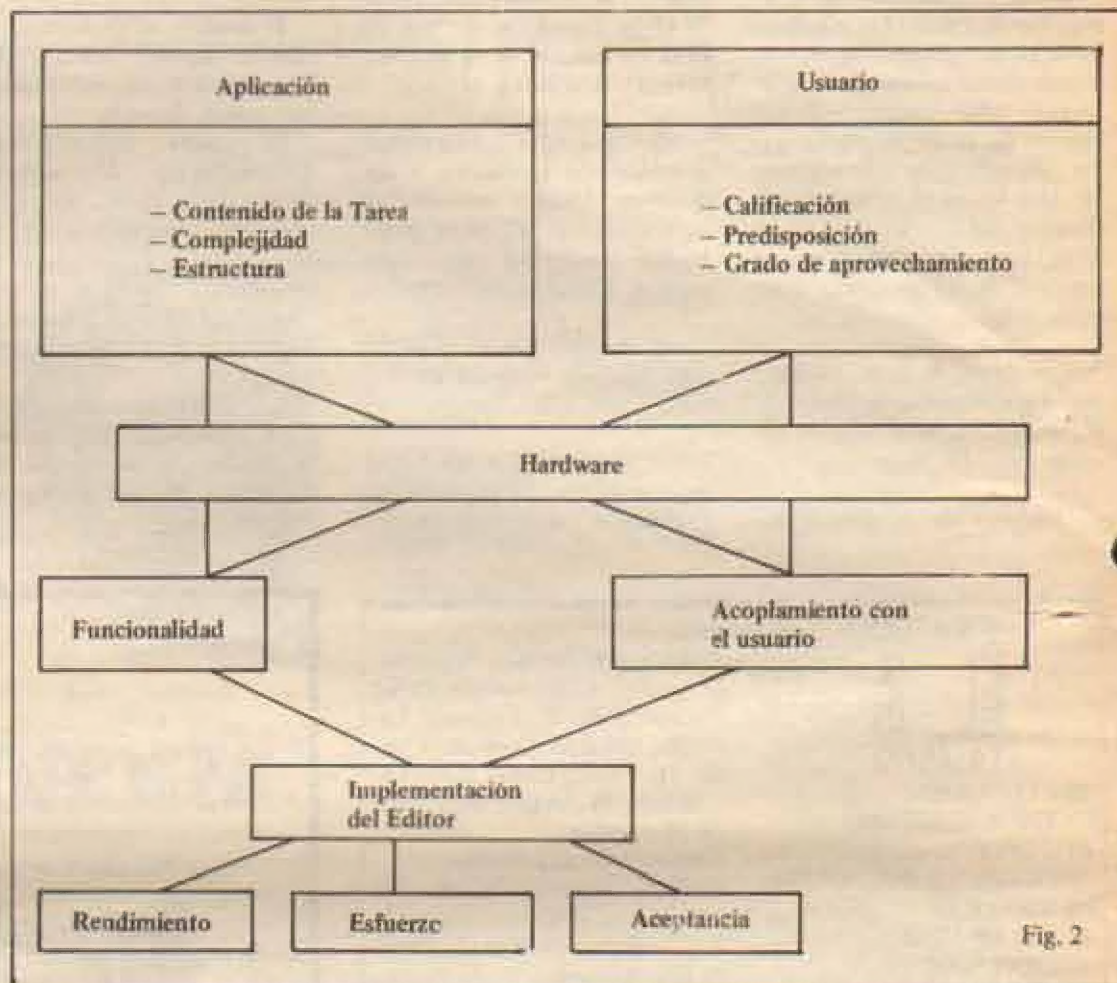 Aplicación
– Contenido de la Tarea
– Complejidad
– Estructura
Usuario
– Calificación
– Predisposición
– Grado de aprovechamiento
Hardware
Funcionalidad
Acoplamiento con
el usuario
Implementación
del Editor
Rendimiento
Esfuerzo
Aceptancia
Fig. 2